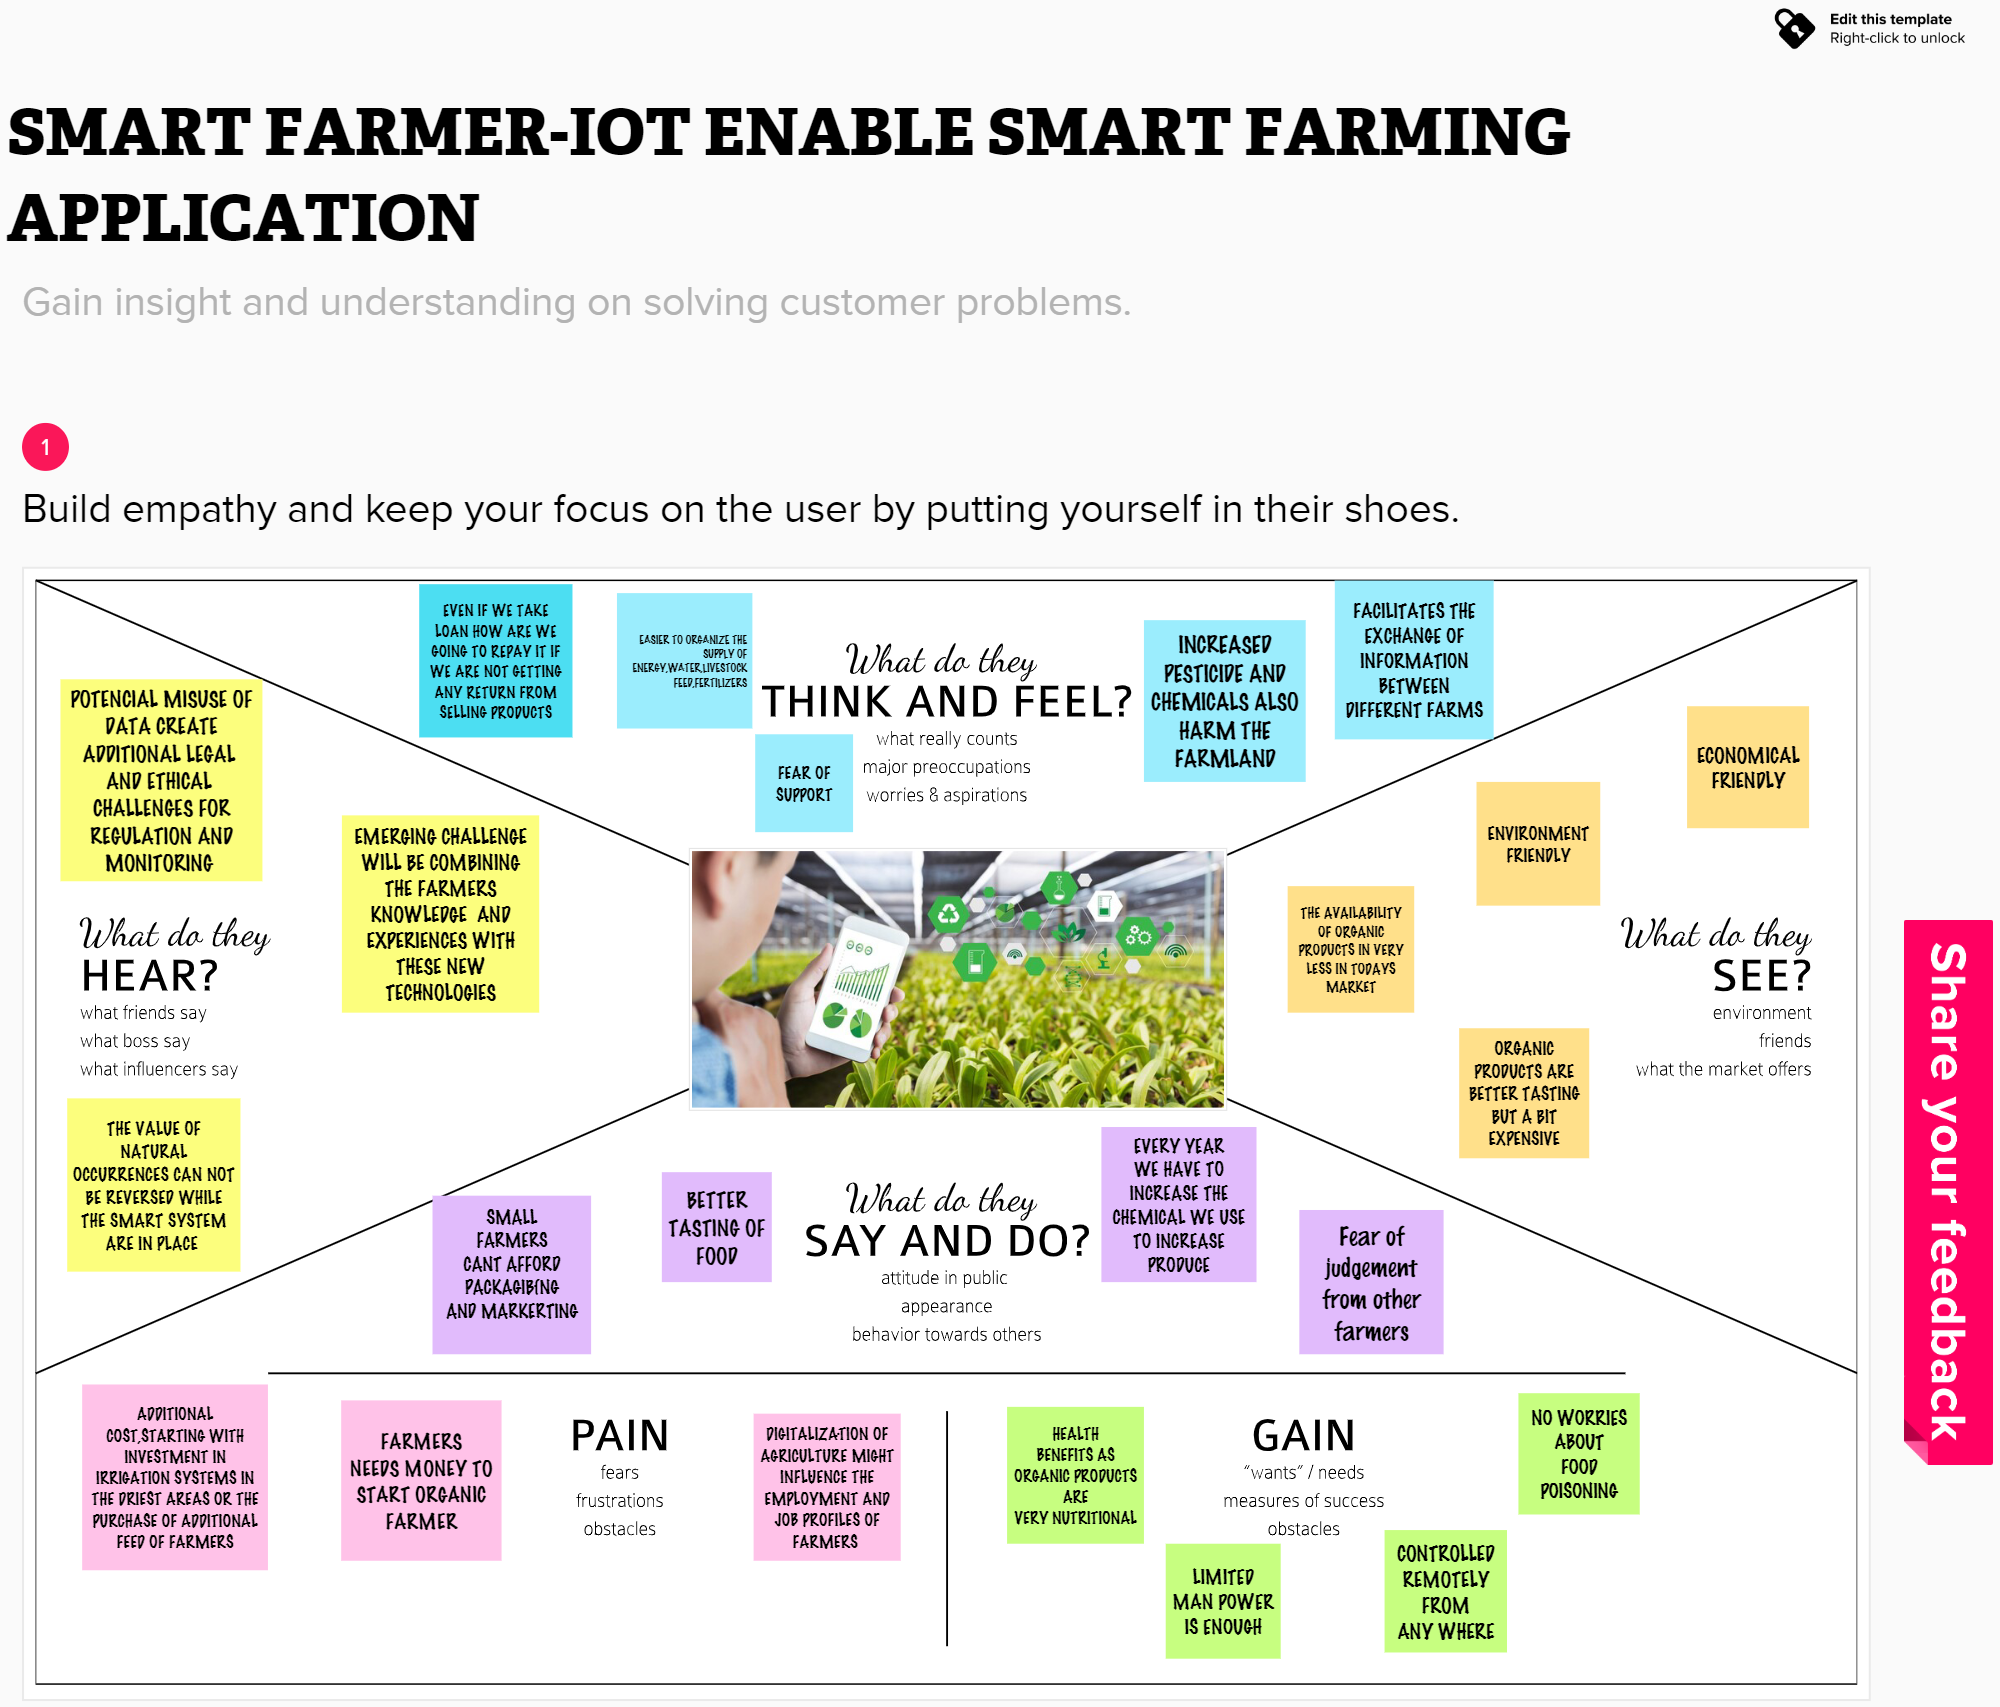 Edit this template
Right-click to unlock
SMART FARMER-IOT ENABLE SMART FARMING
APPLICATION
Gain insight and understanding on solving customer problems.
1
Build empathy and keep your focus on the user by putting yourself in their shoes.
EVEN IF WE TAKE
LOAN HOW ARE WE
GOING TO REPAY IT IF
WE ARE NOT GETTING
ANY RETURN FROM
SELLING PRODUCTS
EASIER TO ORGANIZE THE
SUPPLY OF
ENERGY,WATER,LIVESTOCK
FEED,FERTILIZERS
What do they
THINK AND FEEL?
what really counts
major preoccupations
worries & aspirations
FEAR OF
SUPPORT
INCREASED
PESTICIDE AND
CHEMICALS ALSO
HARM THE
FARMLAND
FACILITATES THE
EXCHANGE OF
INFORMATION
BETWEEN
DIFFERENT FARMS
POTENCIAL MISUSE OF
DATA CREATE
ADDITIONAL LEGAL
AND ETHICAL
CHALLENGES FOR
REGULATION AND
MONITORING
EMERGING CHALLENGE
WILL BE COMBINING
THE FARMERS
KNOWLEDGE AND
EXPERIENCES WITH
THESE NEW
TECHNOLOGIES
What do they
HEAR?
what friends say
what boss say
what influencers say
THE VALUE OF
NATURAL
OCCURRENCES CAN NOT
BE REVERSED WHILE
THE SMART SYSTEM
ARE IN PLACE
ECONOMICAL
FRIENDLY
ENVIRONMENT
FRIENDLY
THE AVAILABILITY
OF ORGANIC
PRODUCTS IN VERY
LESS IN TODAYS
MARKET
What do they
SEE?
environment
friends
what the market offers
ORGANIC
PRODUCTS ARE
BETTER TASTING
BUT A BIT
EXPENSIVE
Share your feedback
SMALL
FARMERS
CANT AFFORD
PACKAGIBING
AND MARKERTING
BETTER
TASTING OF
FOOD
What do they
SAY AND DO?
attitude in public
appearance
behavior towards others
EVERY YEAR
WE HAVE TO
INCREASE THE
CHEMICAL WE USE
TO INCREASE
PRODUCE
Fear of
judgement
from other
farmers
ADDITIONAL
COST,STARTING WITH
INVESTMENT IN
IRRIGATION SYSTEMS IN
THE DRIEST AREAS OR THE
PURCHASE OF ADDITIONAL
FEED OF FARMERS
FARMERS
NEEDS MONEY TO
START ORGANIC
FARMER
PAIN
fears
frustrations
obstacles
DIGITALIZATION OF
AGRICULTURE MIGHT
INFLUENCE THE
EMPLOYMENT AND
JOB PROFILES OF
FARMERS
HEALTH
BENEFITS AS
ORGANIC PRODUCTS
ARE
VERY NUTRITIONAL
GAIN
"wants" / needs
measures of success
obstacles
NO WORRIES
ABOUT
FOOD
POISONING
LIMITED
MAN POWER
IS ENOUGH
CONTROLLED
REMOTELY
FROM
ANY WHERE